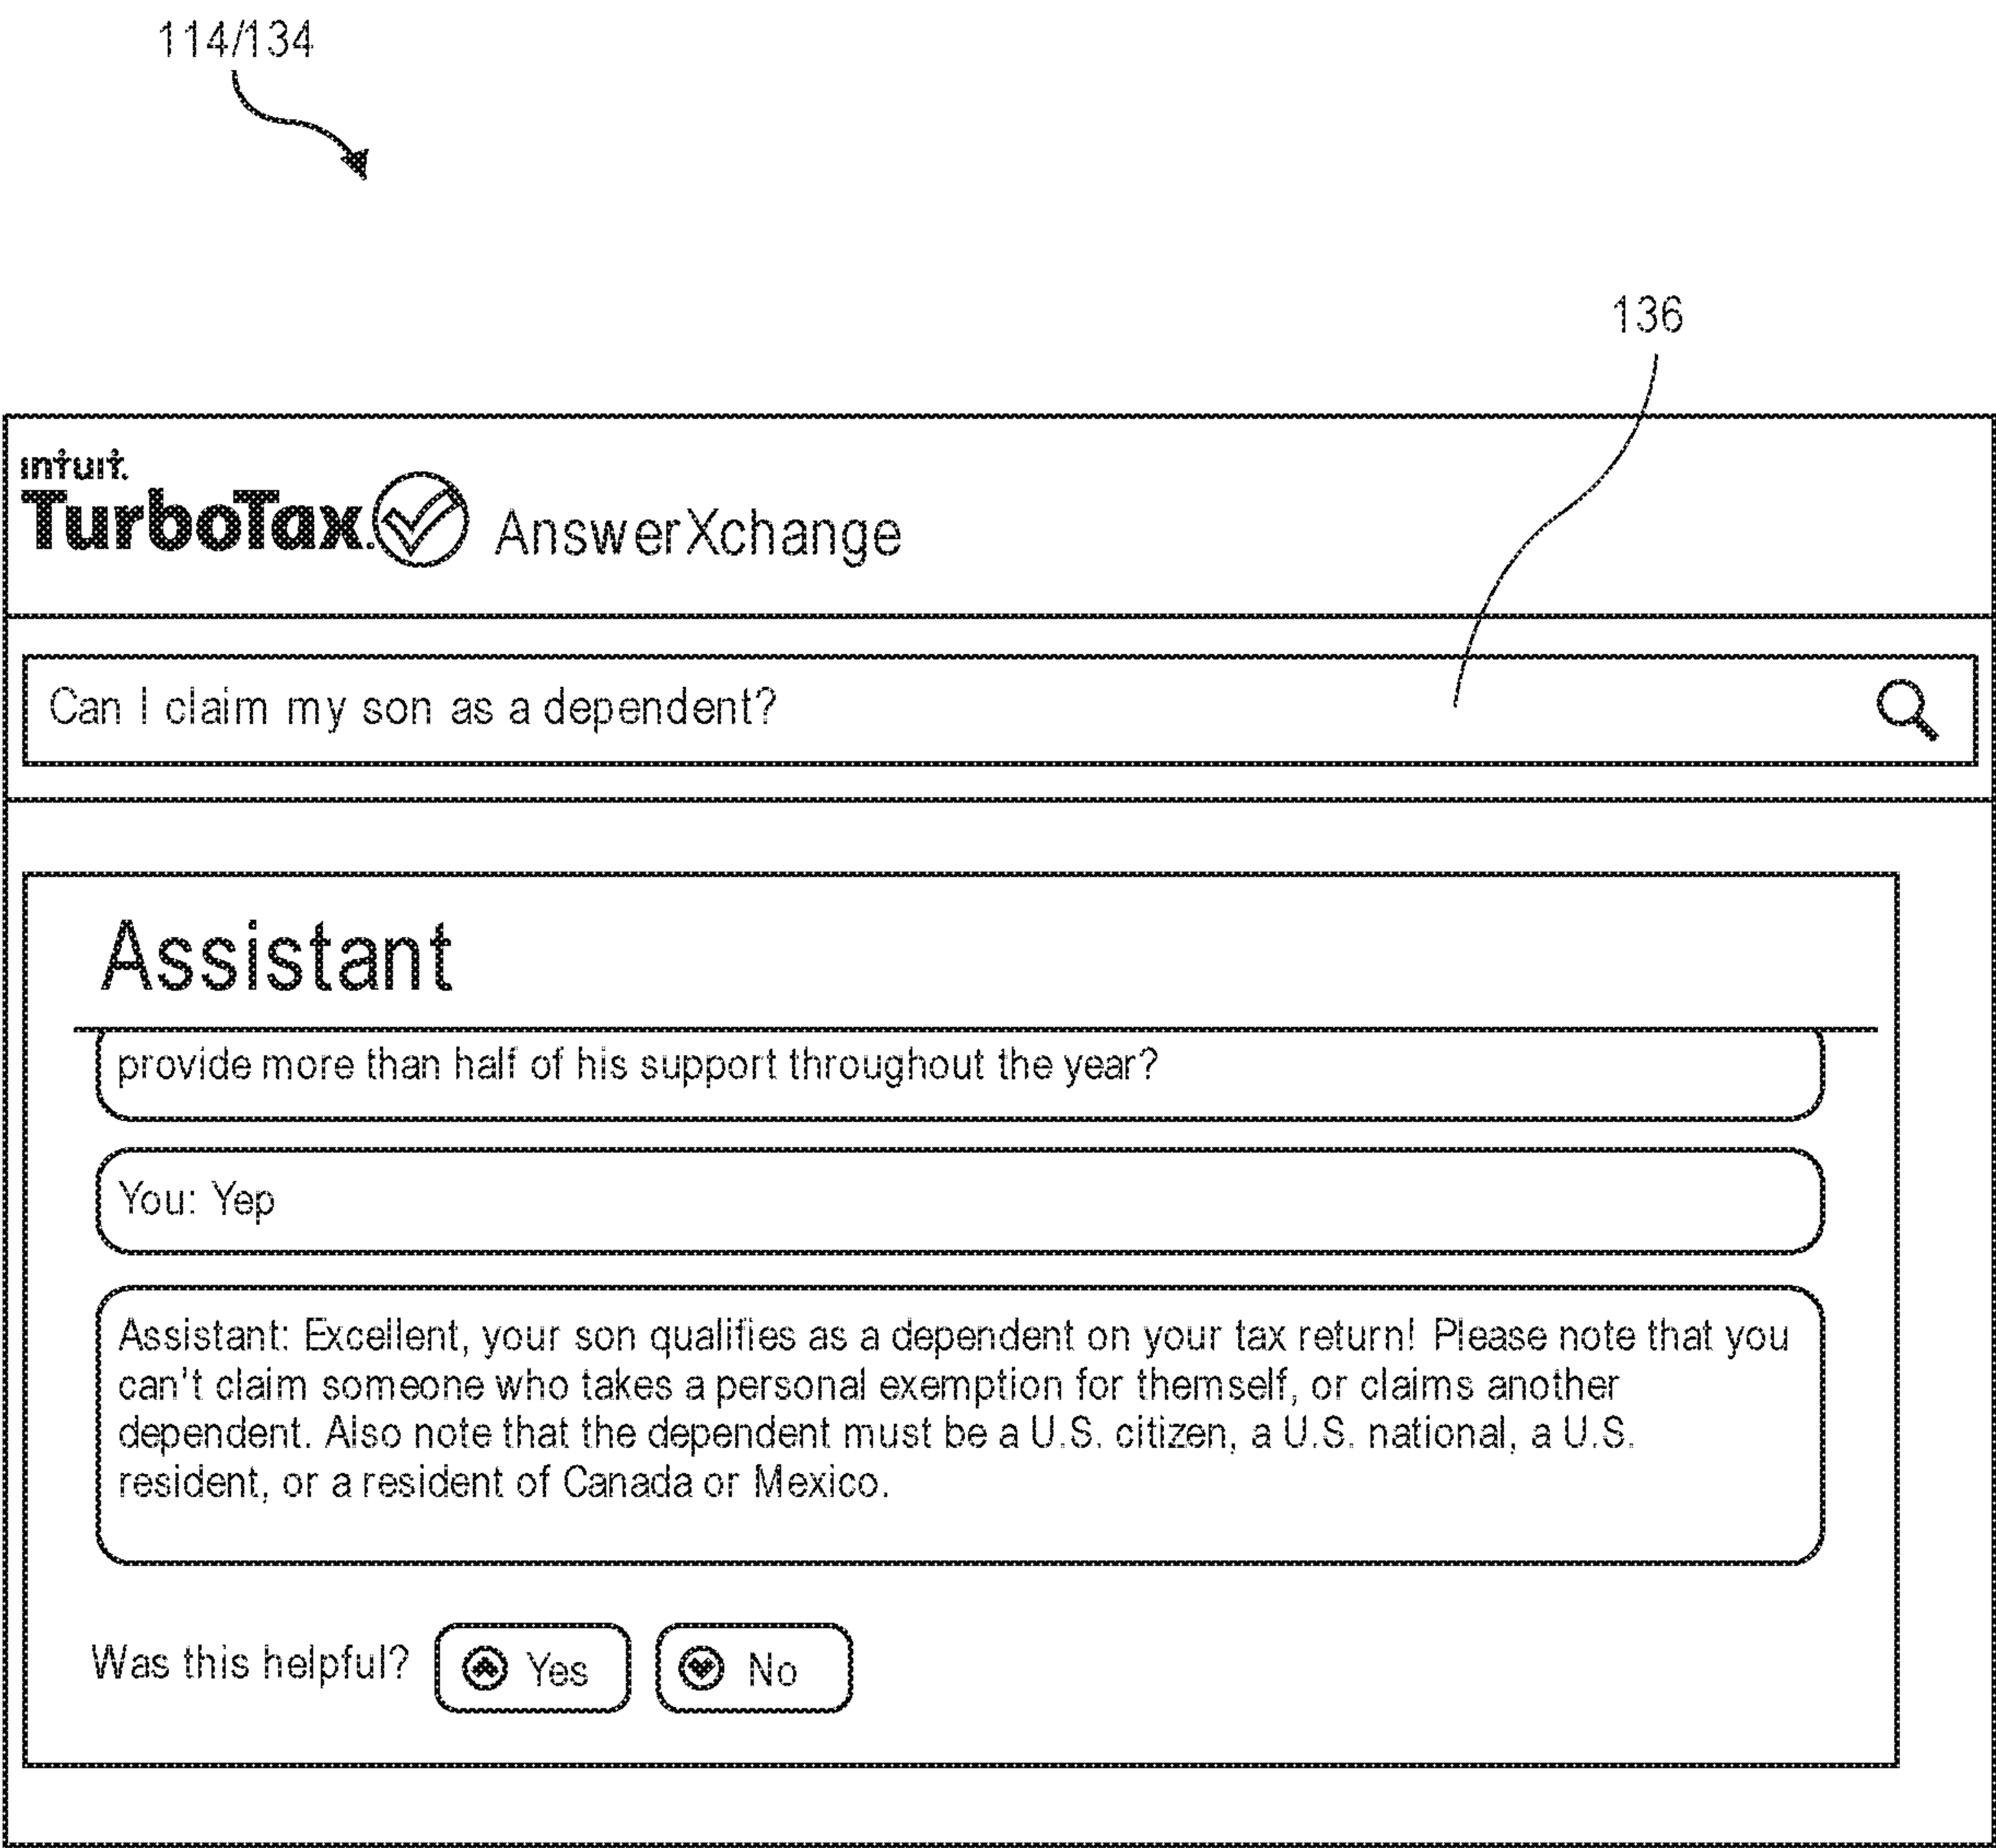 114/134
136
intuit.
TurboTax. AnswerXchange
Can I claim my son as a dependent?
Assistant
provide more than half of his support throughout the year?
You: Yep
Assistant: Excellent, your son qualifies as a dependent on your tax return! Please note that you
can't claim someone who takes a personal exemption for themself, or claims another
dependent. Also note that the dependent must be a U.S. citizen, a U.S. national, a U.S.
resident, or a resident of Canada or Mexico.
Was this helpful? Yes No